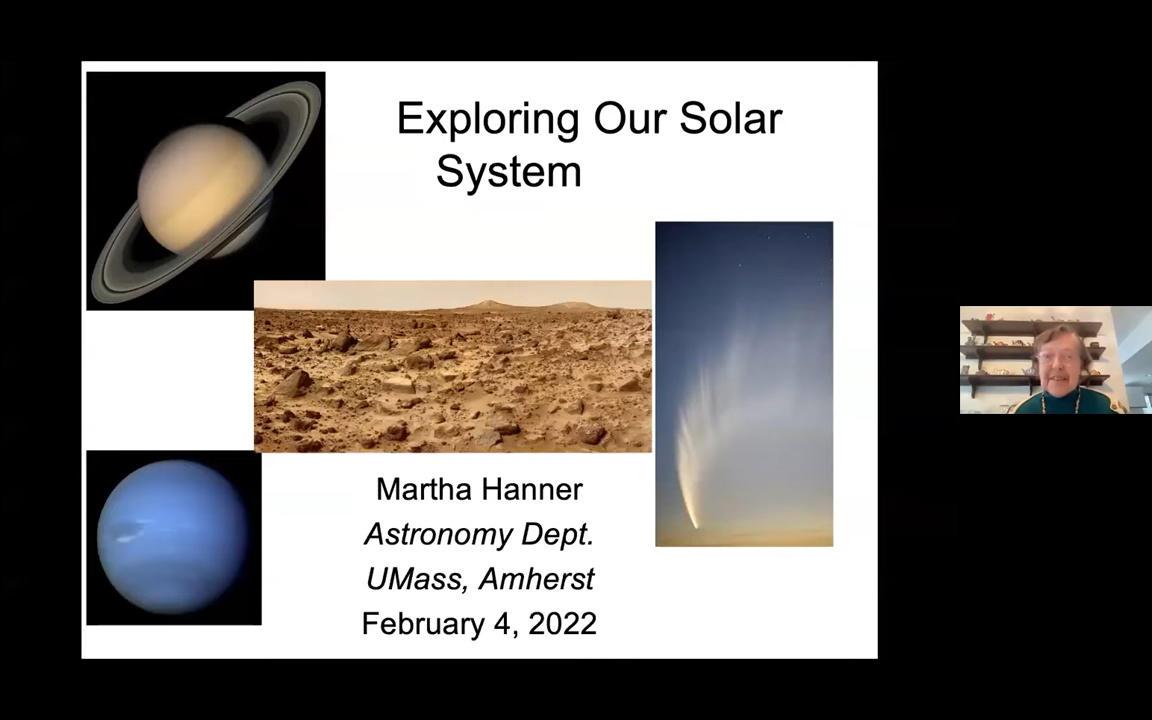 Exploring Our Solar
System
Martha Hanner
Astronomy Dept.
UMass, Amherst
February 4, 2022